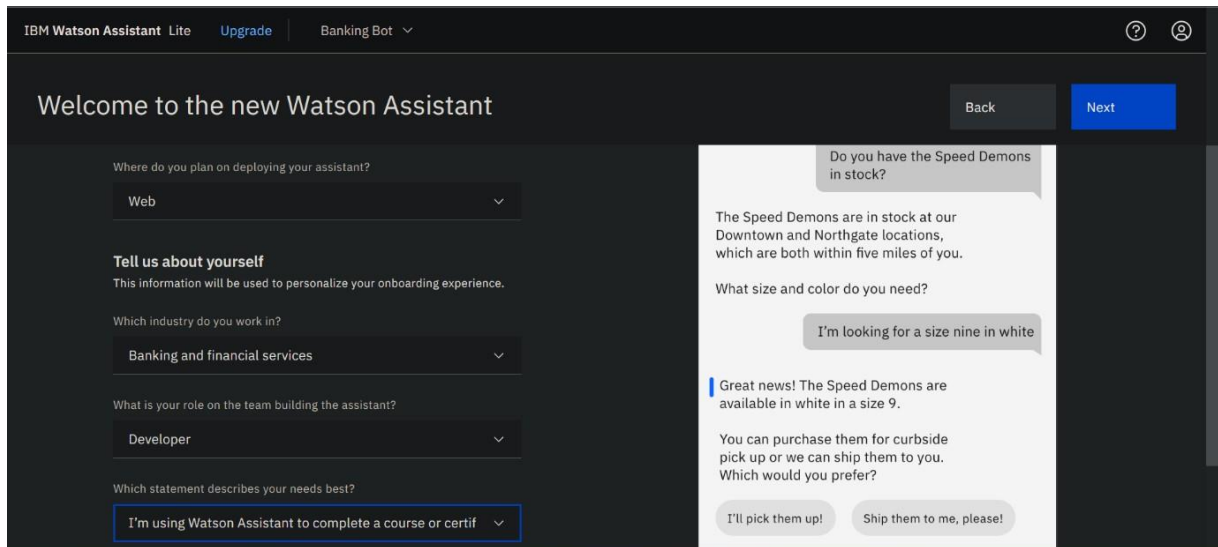 IBM Watson Assistant Lite Upgrade Banking Bot
Welcome to the new Watson Assistant
Back
Next
Where do you plan on deploying your assistant?
Web
Tell us about yourself
This information will be used to personalize your onboarding experience.
Which industry do you work in?
Banking and financial services
What is your role on the team building the assistant?
Developer
Which statement describes your needs best?
I'm using Watson Assistant to complete a course or certif
Do you have the Speed Demons
in stock?
The Speed Demons are in stock at our
Downtown and Northgate locations,
which are both within five miles of you.
What size and color do you need?
I'm looking for a size nine in white
Great news! The Speed Demons are
available in white in a size 9.
You can purchase them for curbside
pick up or we can ship them to you.
Which would you prefer?
I'll pick them up!
Ship them to me, please!